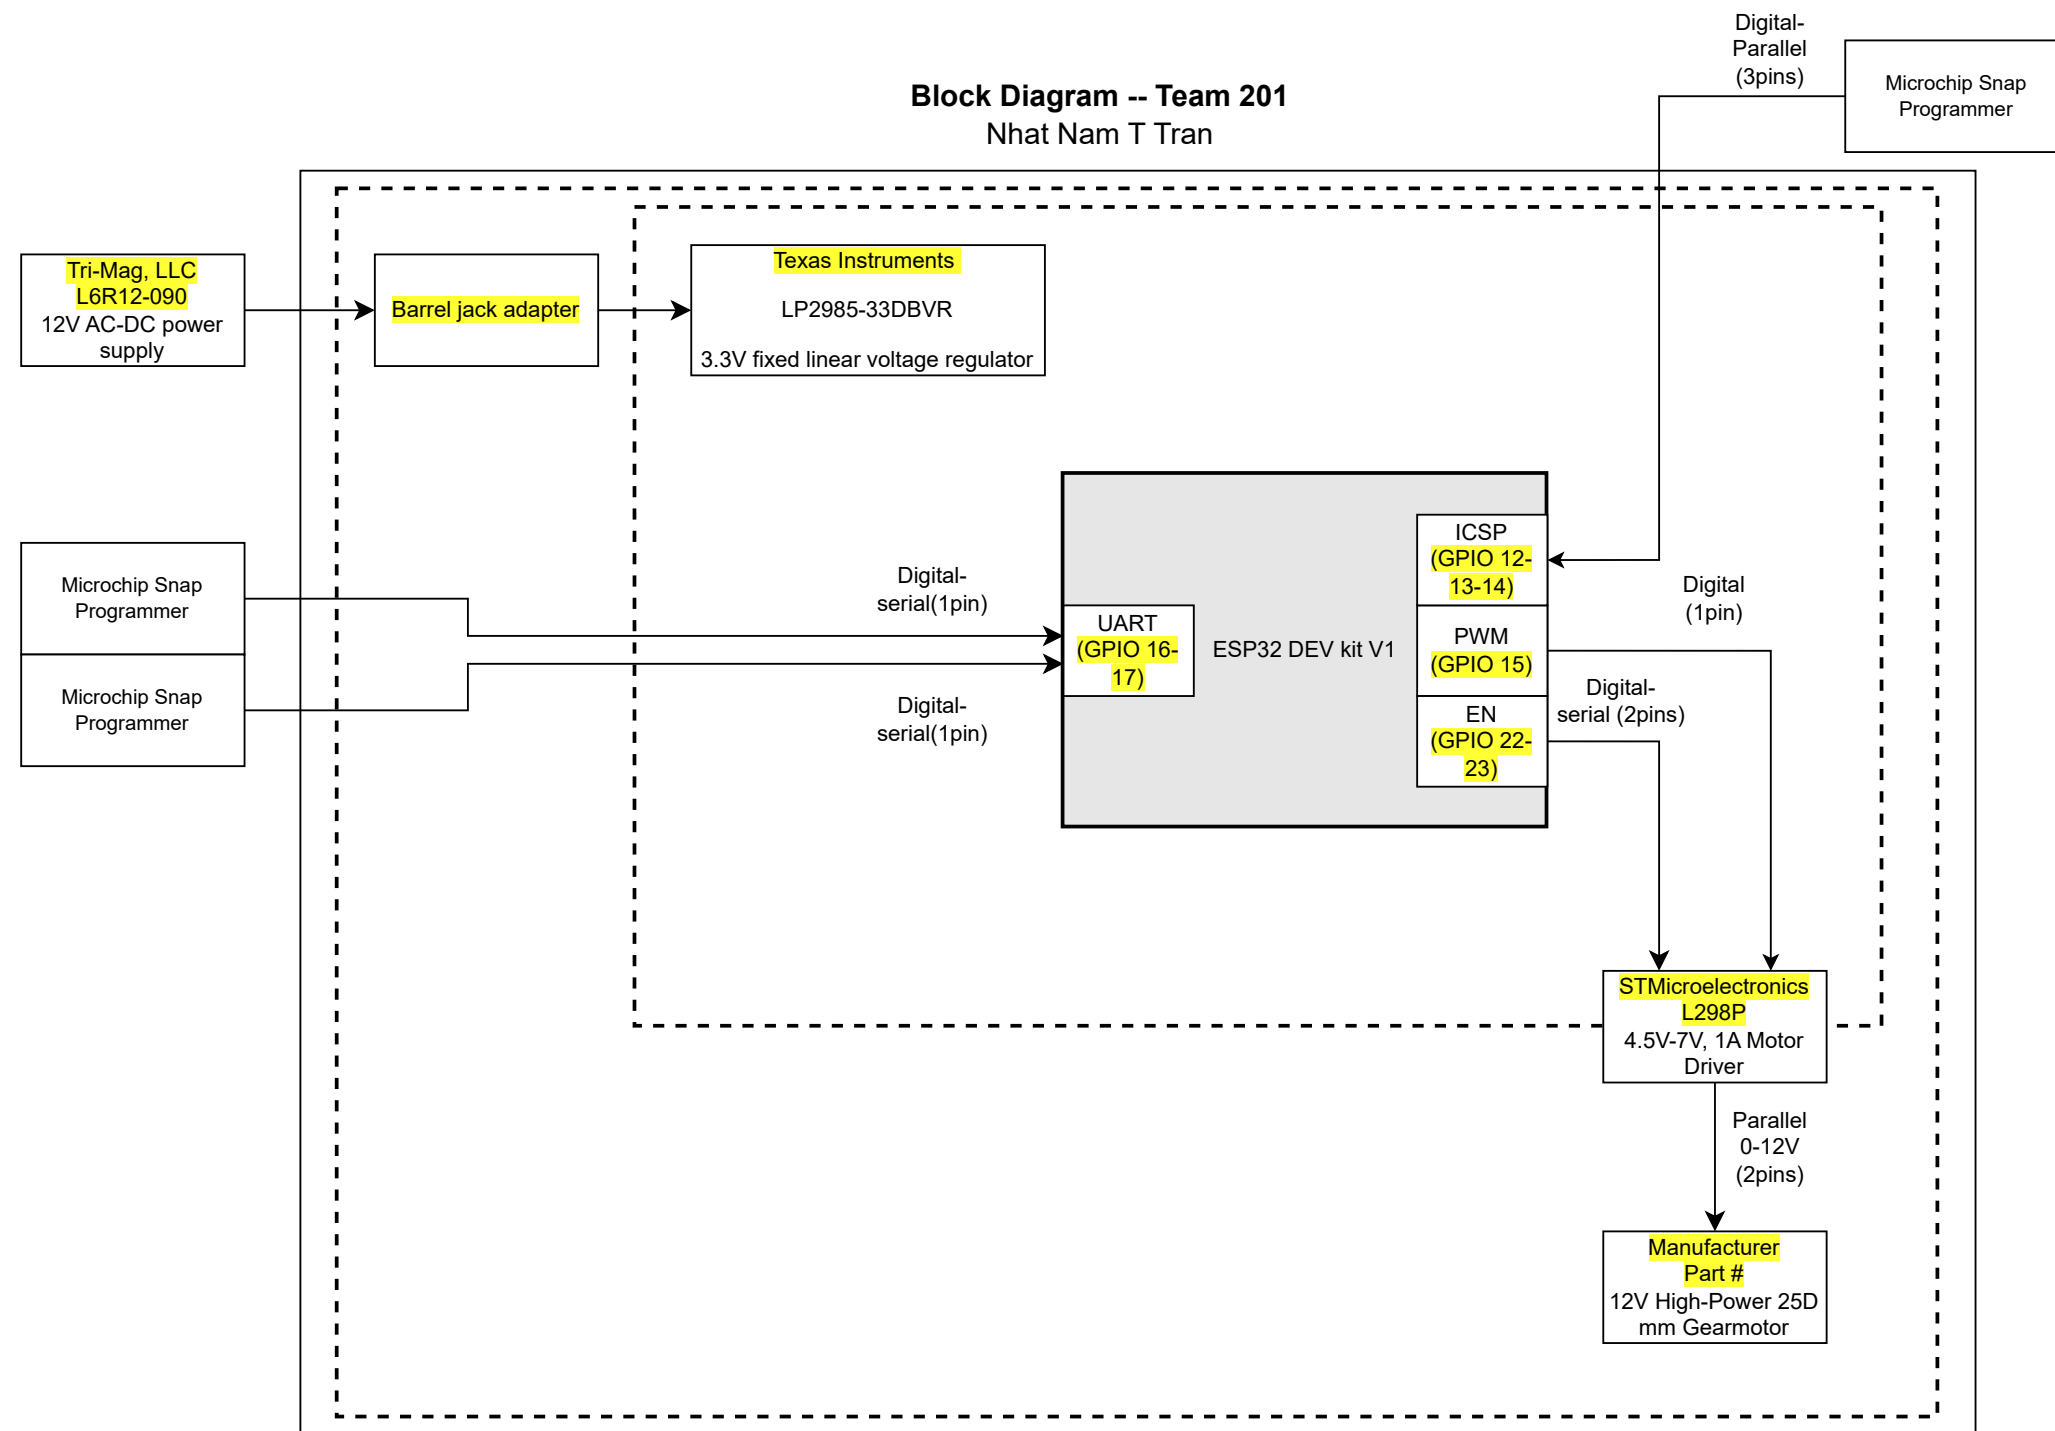 Digital-
Parallel
(3pins)
Microchip Snap
Programmer
Block Diagram -- Team 201
Nhat Nam T Tran
Tri-Mag, LLC
L6R12-090
12V AC-DC power
supply
Barrel jack adapter
Texas Instruments
LP2985-33DBVR
3.3V fixed linear voltage regulator
Microchip Snap
Programmer
Microchip Snap
Programmer
Digital-
serial(1pin)
Digital-
serial(1pin)
UART
(GPIO 16-
17)
ESP32 DEV kit V1
ICSP
(GPIO 12-
13-14)
PWM
(GPIO 15)
EN
(GPIO 22-
23)
Digital
(1pin)
Digital-
serial (2pins)
STMicroelectronics
L298P
4.5V-7V, 1A Motor
Driver
Parallel
0-12V
(2pins)
Manufacturer
Part #
12V High-Power 25D
mm Gearmotor